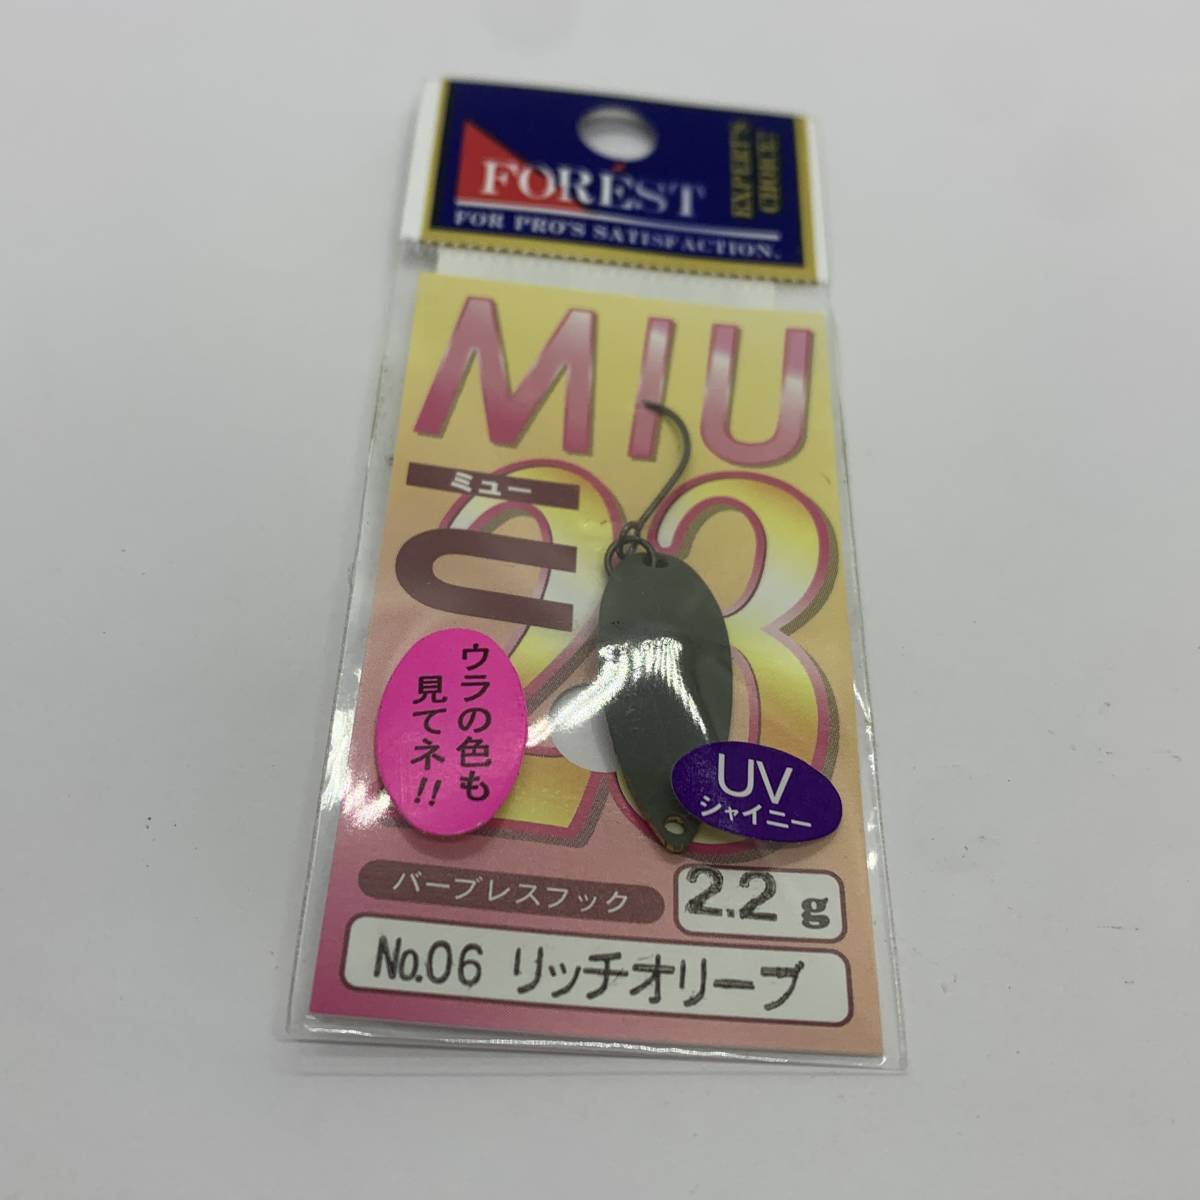 FORÉST
FOR PRO'S SATISFACTION.
EXPERT'S
CHOICE!
MIU
ミュー
28
ウラの色も
見てネ!!
UV
シャイニー
バーブレスフック
2.2 g
No.06 リッチオリーブ